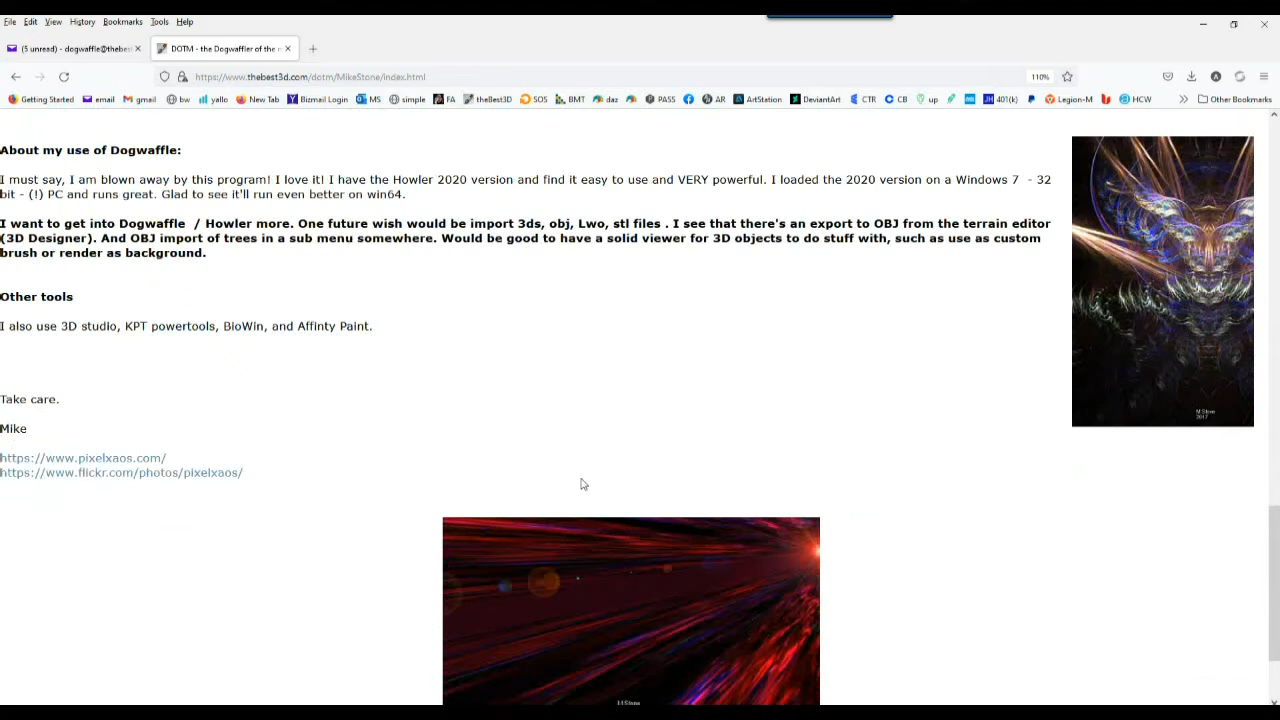 File Edit View History Bookmarks Tools Help
(5 unread) - dogwaffle@thebes
DOTM - the Dogwaffler of the m
https://www.thebest3d.com/dotm/MikeStone/index.html
110%
Getting Started email gmail bw yallo New Tab Bizmail Login MS simple FA theBest3D SOS BMT daz PASS AR ArtStation DeviantArt CTR CB up 401(k) Legion-M HCW Other Bookmarks
About my use of Dogwaffle:
I must say, I am blown away by this program! I love it! I have the Howler 2020 version and find it easy to use and VERY powerful. I loaded the 2020 version on a Windows 7 - 32
bit - (!) PC and runs great. Glad to see it'll run even better on win64.
I want to get into Dogwaffle / Howler more. One future wish would be import 3ds, obj, Lwo, stl files . I see that there's an export to OBJ from the terrain editor
(3D Designer). And OBJ import of trees in a sub menu somewhere. Would be good to have a solid viewer for 3D objects to do stuff with, such as use as custom
brush or render as background.
Other tools
I also use 3D studio, KPT powertools, BioWin, and Affinty Paint.
Take care.
Mike
https://www.pixelxaos.com/
https://www.flickr.com/photos/pixelxaos/
M Stone
2017
M Stone